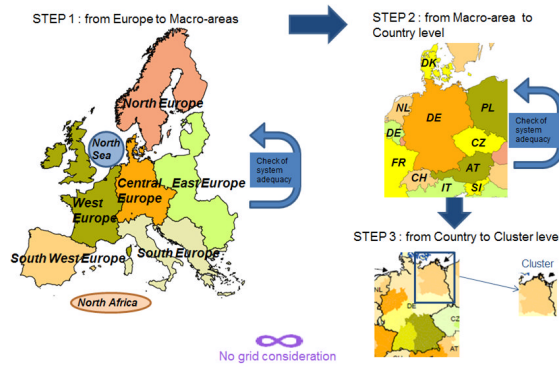 STEP 1 : from Europe to Macro-areas
North Europe
North
Sea
Central
Europe
East Europe
West
Europe
South West Europe
South Europe
North Africa
Check of
system
adequacy
STEP 2 : from Macro-area to
Country level
DK
NL
DE
PL
DE
CZ
FR
AT
CH
IT
SI
Check of
system
adequacy
STEP 3 : from Country to Cluster level
NL
DE
CZ
AT
Cluster
No grid consideration